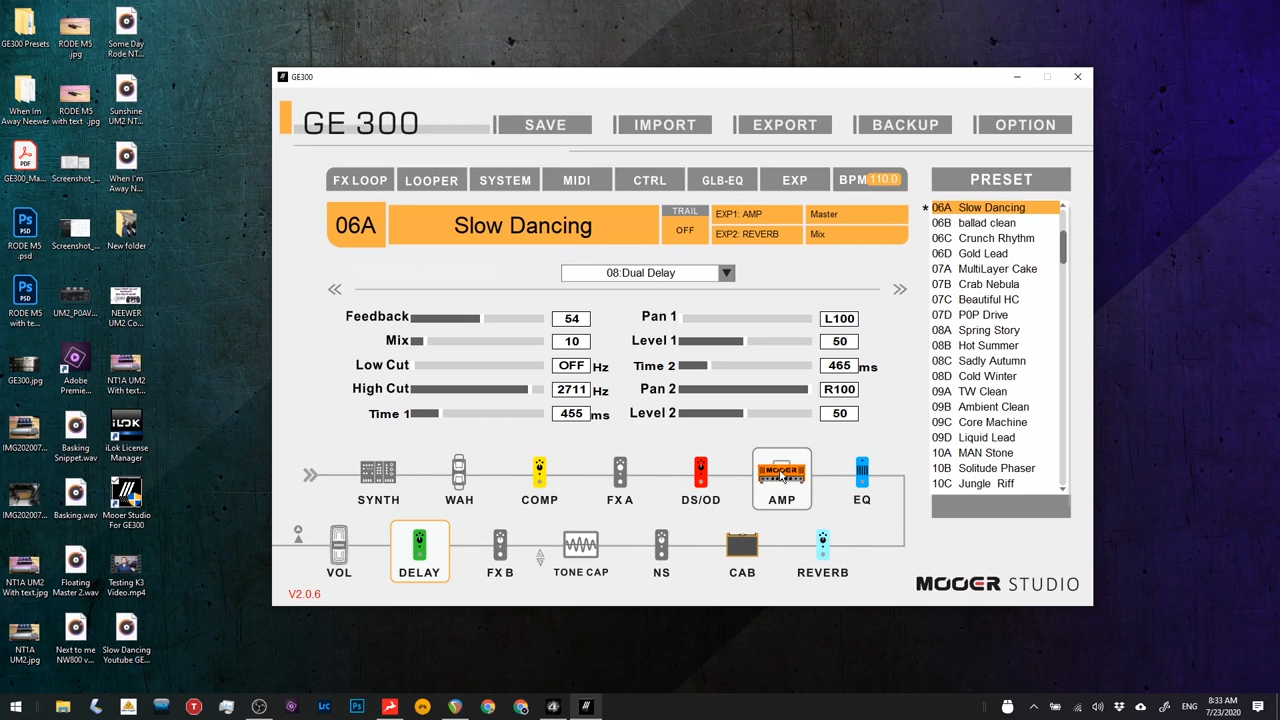 GE300 Presets
RODE M5 .jpg
Some Day Rode NT...
When Im Away Neewer
RODE M5 with text .jpg
Sunshine UM2 NT...
GE300_Ma...
Screenshot_...
When I'm Away N...
RODE M5 .psd
Screenshot_...
New folder
RODE M5 with te...
UM2_P0AV...
NEEWER UM2 Co...
GE300.jpg
Adobe Premie...
NT1A UM2 With text...
IMG202007...
Basking Snippet.wav
iLok License Manager
IMG202007...
Basking.wav
Mooer Studio For GE300
NT1A UM2 With text.jpg
Floating Master 2.wav
Testing K3 Video.mp4
NT1A UM2.jpg
Next to me NW800 v...
Slow Dancing Youtube GE...
GE300
GE 300
SAVE
IMPORT
EXPORT
BACKUP
OPTION
FX LOOP
LOOPER
SYSTEM
MIDI
CTRL
GLB-EQ
EXP
BPM 110.0
PRESET
06A
Slow Dancing
TRAIL
OFF
EXP1: AMP
Master
EXP2: REVERB
Mix
08:Dual Delay
Feedback 54
Mix 10
Low Cut OFF Hz
High Cut 2711 Hz
Time 1 455 ms
Pan 1 L100
Level 1 50
Time 2 465 ms
Pan 2 R100
Level 2 50
SYNTH
WAH
COMP
FX A
DS/OD
MOOER
AMP
EQ
VOL
DELAY
FX B
TONE CAP
NS
CAB
REVERB
V2.0.6
MOOER STUDIO
* 06A Slow Dancing
06B ballad clean
06C Crunch Rhythm
06D Gold Lead
07A MultiLayer Cake
07B Crab Nebula
07C Beautiful HC
07D P0P Drive
08A Spring Story
08B Hot Summer
08C Sadly Autumn
08D Cold Winter
09A TW Clean
09B Ambient Clean
09C Core Machine
09D Liquid Lead
10A MAN Stone
10B Solitude Phaser
10C Jungle Riff
ENG
8:33 AM
7/23/2020